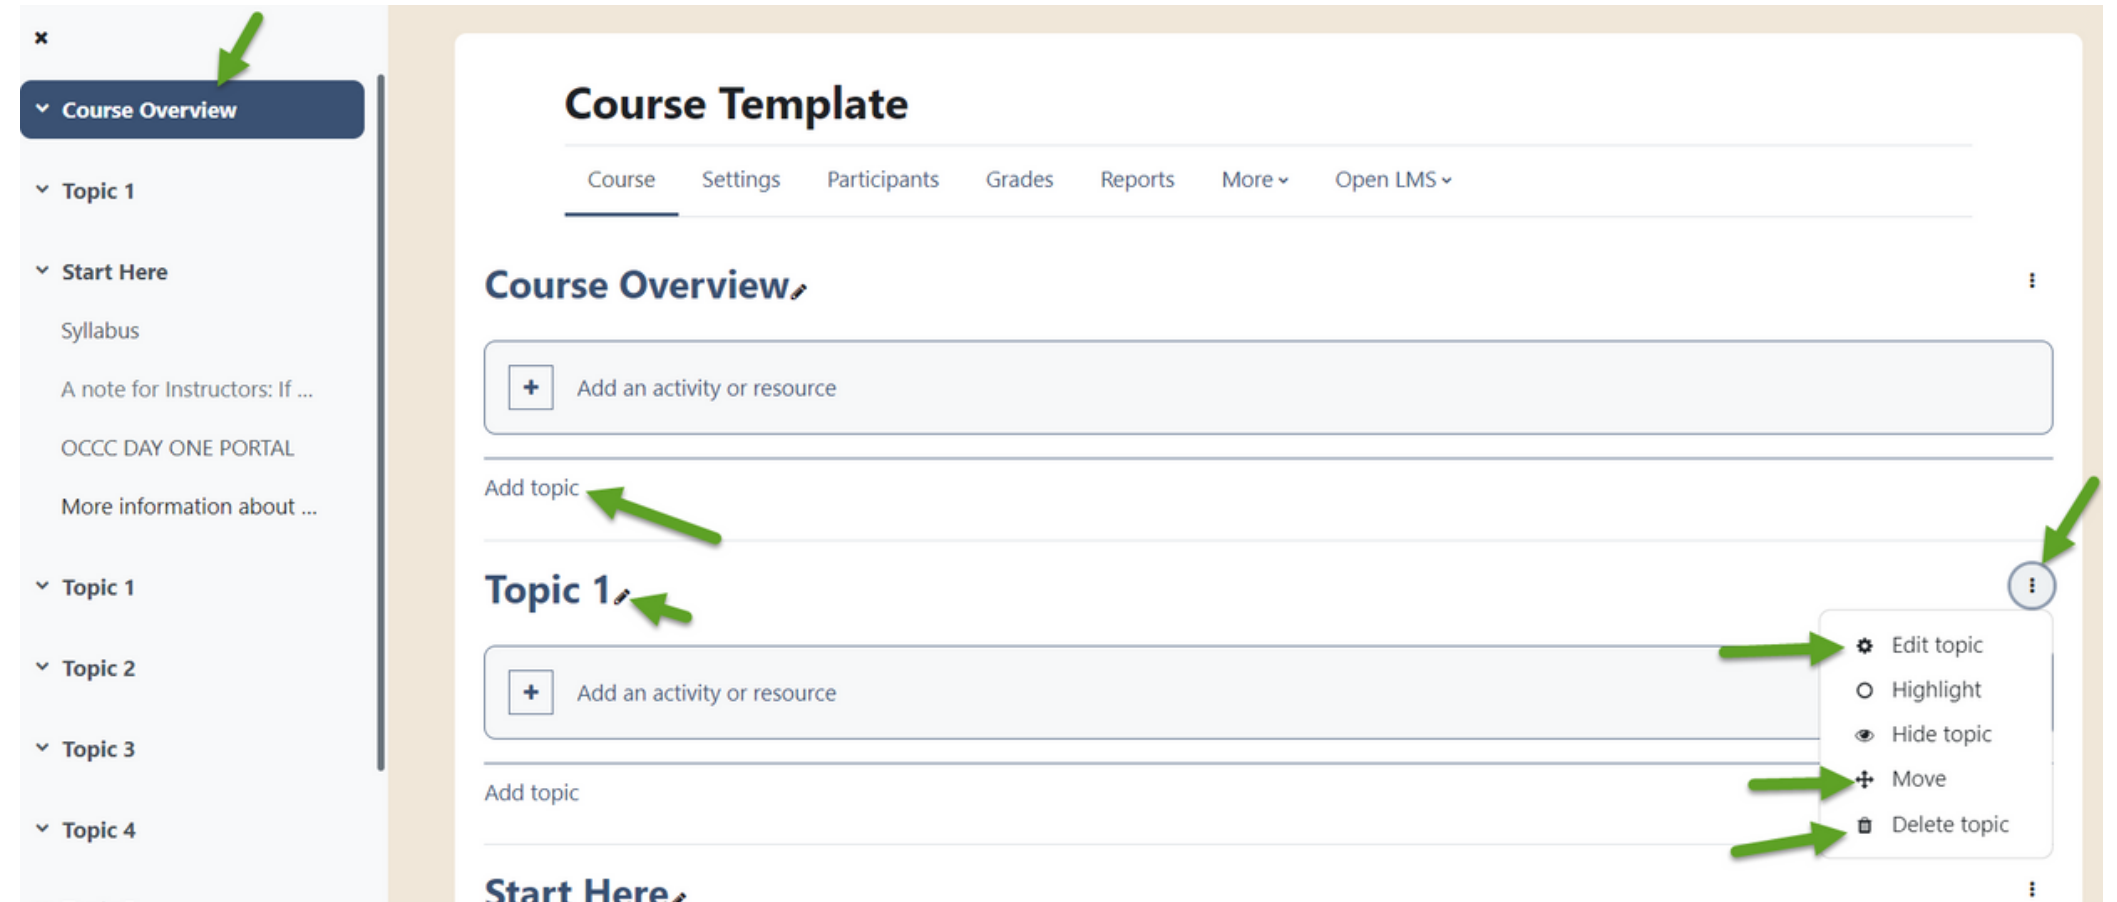 Course Overview
Topic 1
Start Here
Syllabus
A note for Instructors: If ...
OCCC DAY ONE PORTAL
More information about ...
Topic 1
Topic 2
Topic 3
Topic 4
Course Template
Course Settings Participants Grades Reports More Open LMS
Course Overview
Add an activity or resource
Add topic
Topic 1
Add an activity or resource
Edit topic
Highlight
Hide topic
Move
Delete topic
Add topic
Start Here